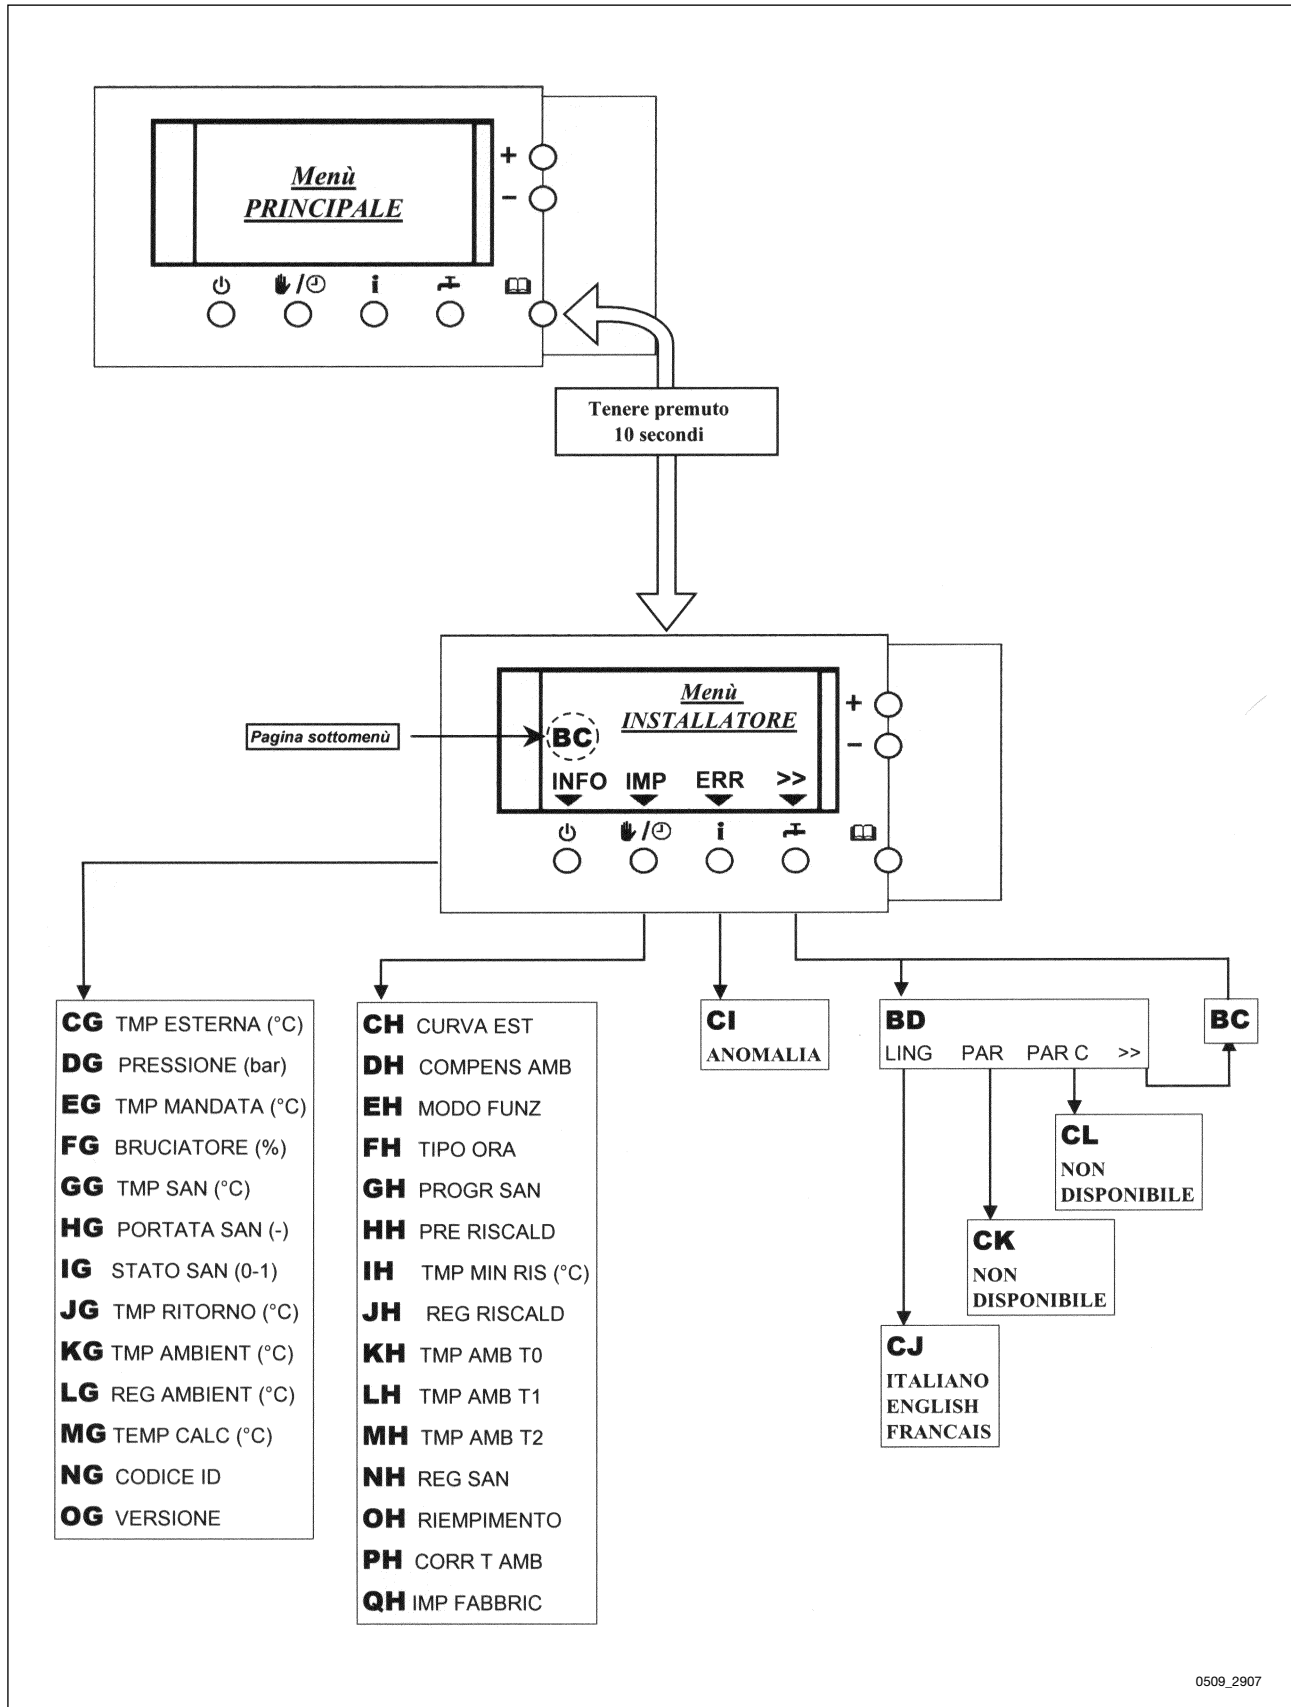 Menù
PRINCIPALE
+
-
/
i
Tenere premuto
10 secondi
Menù
INSTALLATORE
Pagina sottomenù
BC
INFO IMP ERR >>
+
-
/
i
CG TMP ESTERNA (°C)
DG PRESSIONE (bar)
EG TMP MANDATA (°C)
FG BRUCIATORE (%)
GG TMP SAN (°C)
HG PORTATA SAN (-)
IG STATO SAN (0-1)
JG TMP RITORNO (°C)
KG TMP AMBIENT (°C)
LG REG AMBIENT (°C)
MG TEMP CALC (°C)
NG CODICE ID
OG VERSIONE
CH CURVA EST
DH COMPENS AMB
EH MODO FUNZ
FH TIPO ORA
GH PROGR SAN
HH PRE RISCALD
IH TMP MIN RIS (°C)
JH REG RISCALD
KH TMP AMB T0
LH TMP AMB T1
MH TMP AMB T2
NH REG SAN
OH RIEMPIMENTO
PH CORR T AMB
QH IMP FABBRIC
CI
ANOMALIA
BD
LING PAR PAR C >>
BC
CL
NON
DISPONIBILE
CK
NON
DISPONIBILE
CJ
ITALIANO
ENGLISH
FRANCAIS
0509_2907